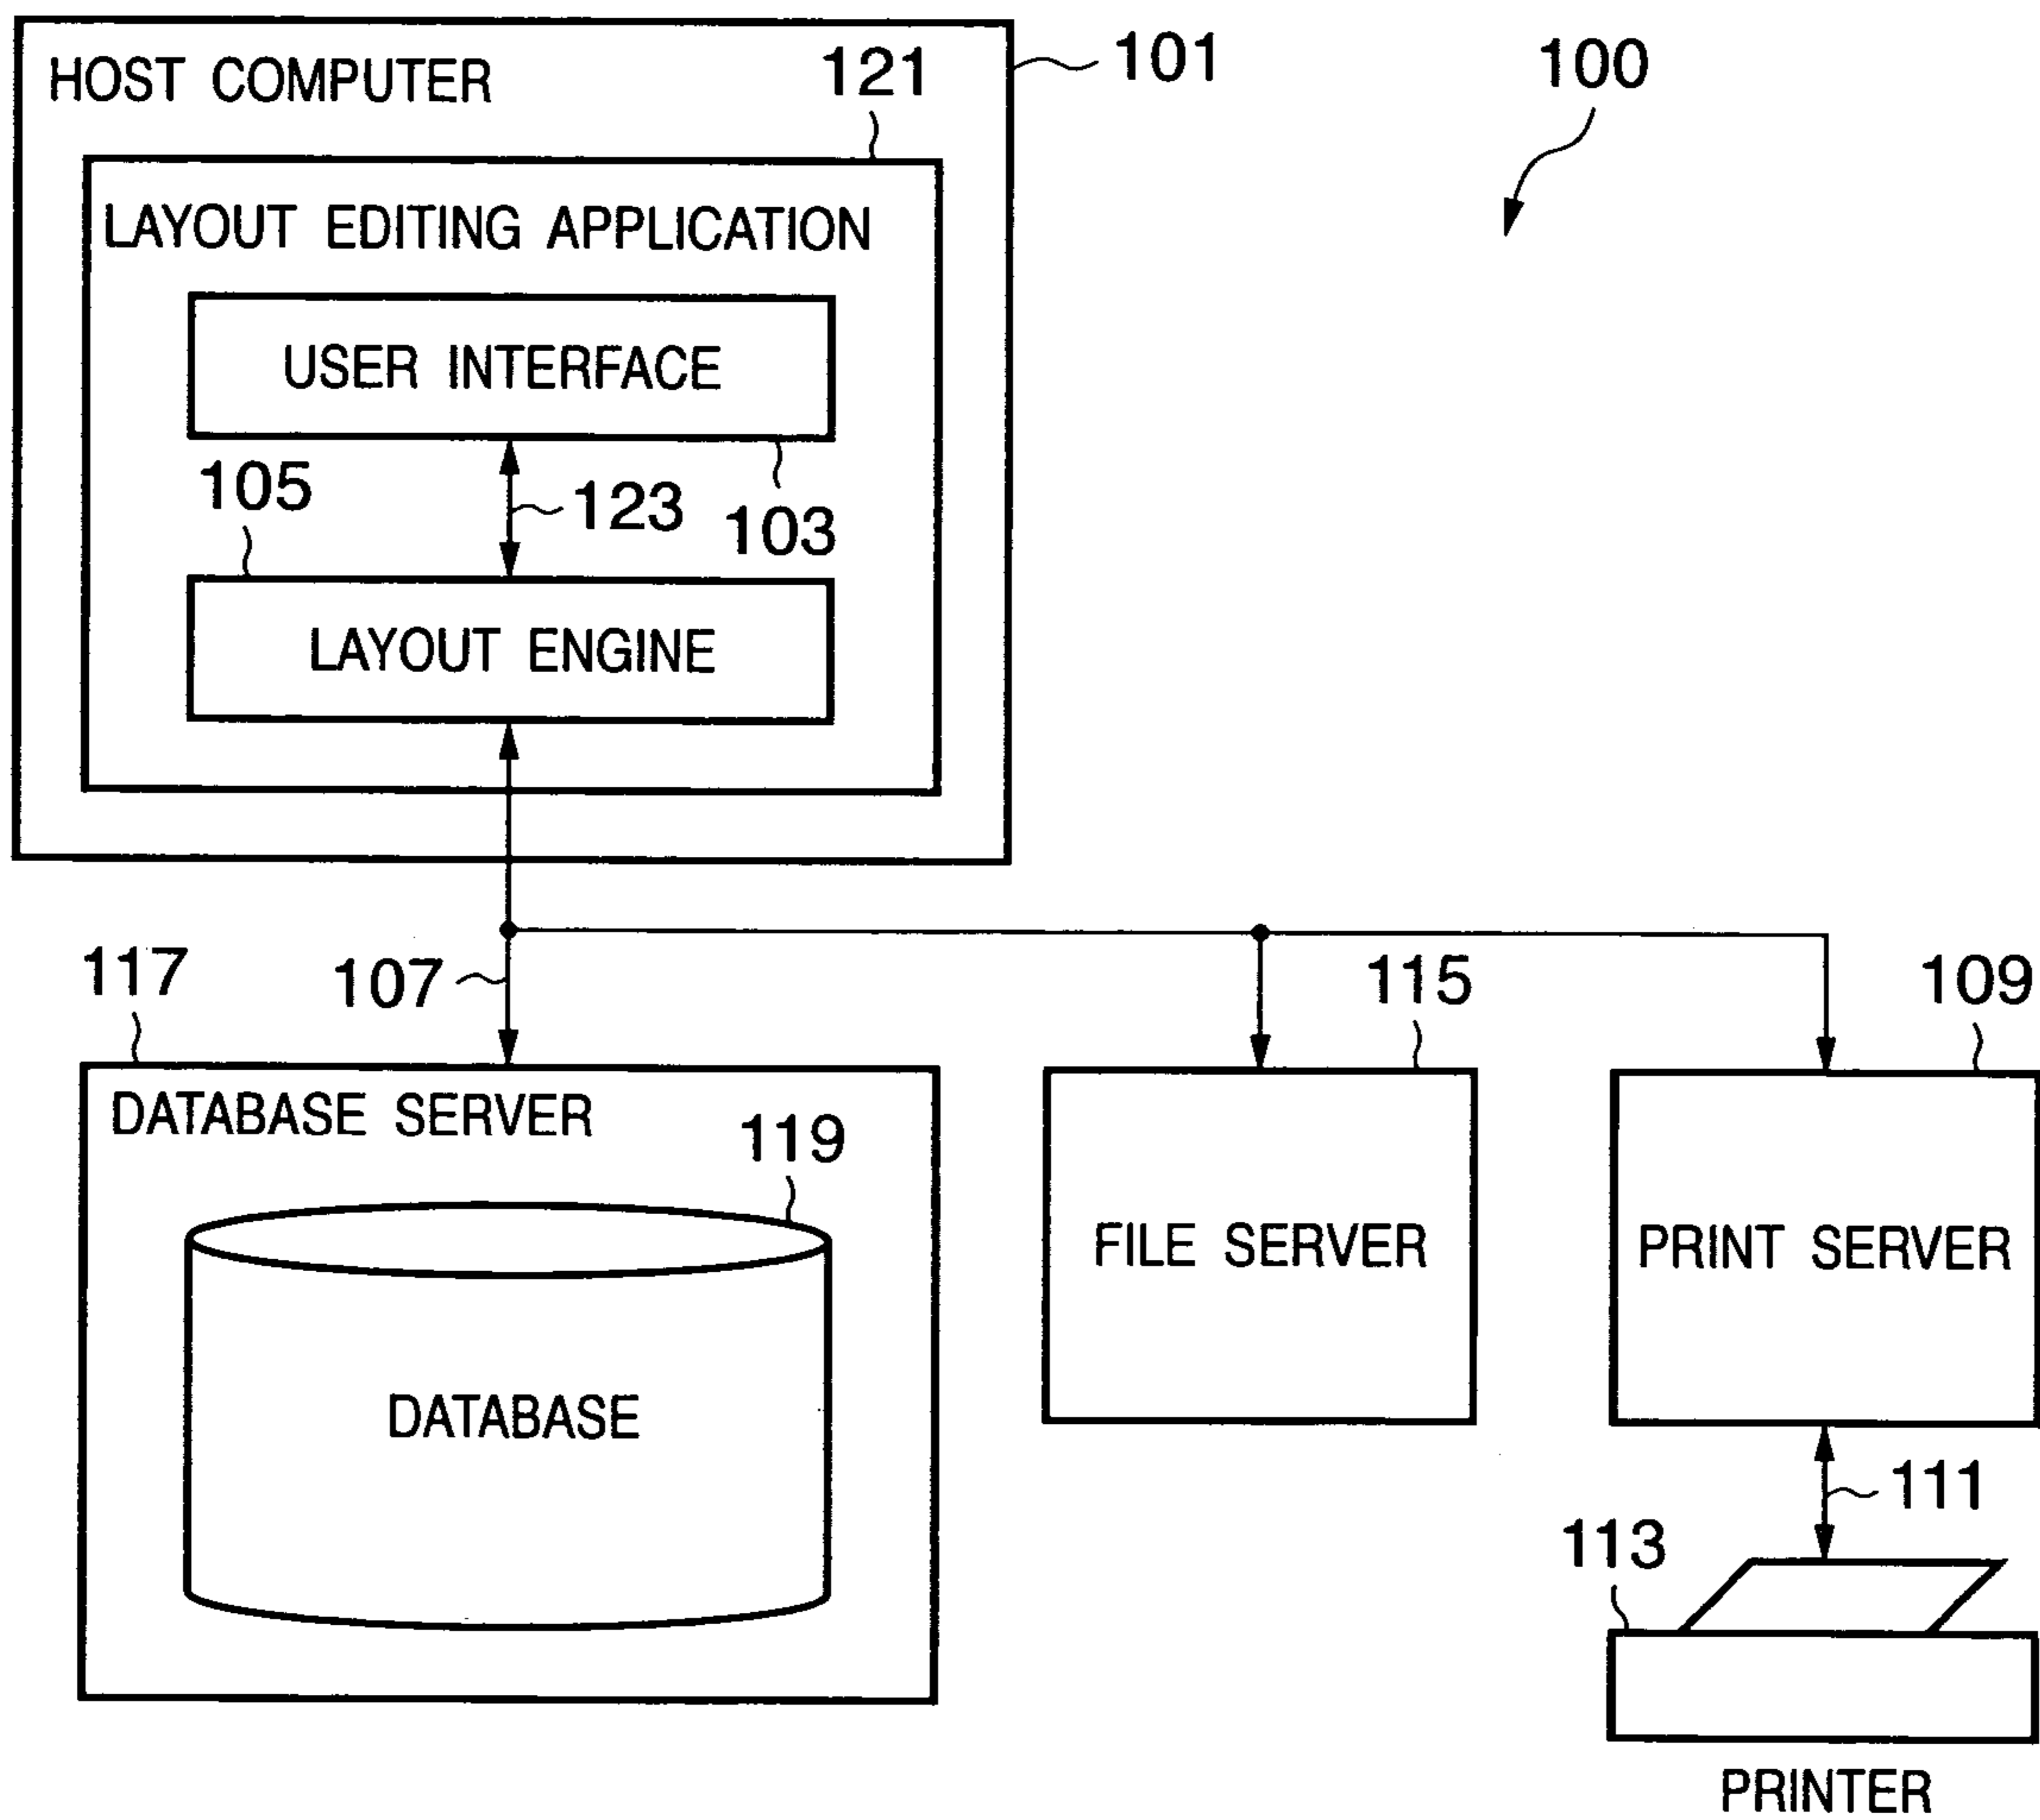 HOST COMPUTER
121
101
100
LAYOUT EDITING APPLICATION
USER INTERFACE
105
123
103
LAYOUT ENGINE
117
107
115
109
DATABASE SERVER
119
FILE SERVER
PRINT SERVER
DATABASE
111
113
PRINTER